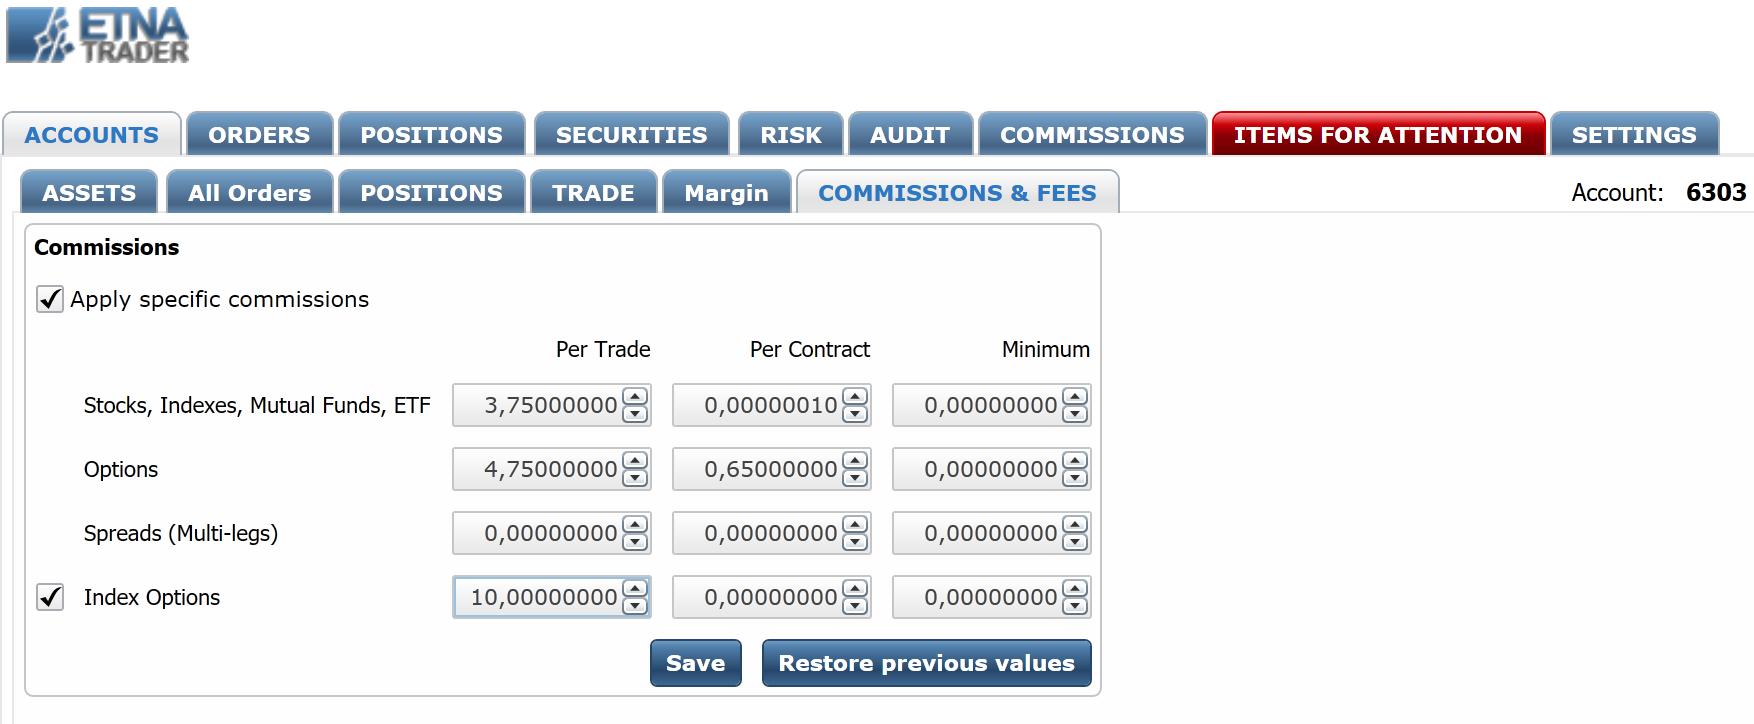 ETNA
TRADER
ACCOUNTS ORDERS POSITIONS SECURITIES RISK AUDIT COMMISSIONS ITEMS FOR ATTENTION SETTINGS
ASSETS All Orders POSITIONS TRADE Margin COMMISSIONS & FEES Account: 6303
Commissions
Apply specific commissions
Per Trade Per Contract Minimum
Stocks, Indexes, Mutual Funds, ETF 3,75000000 0,00000010 0,00000000
Options 4,75000000 0,65000000 0,00000000
Spreads (Multi-legs) 0,00000000 0,00000000 0,00000000
Index Options 10,00000000 0,00000000 0,00000000
Save Restore previous values